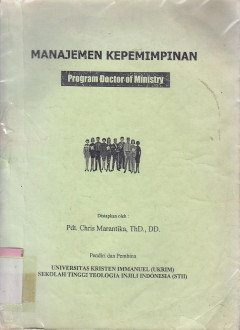 MANAJEMEN KEPEMIMPINAN
Program Doctor of Ministry
Disiapkan oleh :
Pdt. Chris Marantika, ThD., DD.
Pendiri dan Pembina
UNIVERSITAS KRISTEN IMMANUEL (UKRIM)
SEKOLAH TINGGI TEOLOGIA INJILI INDONESIA (STII)